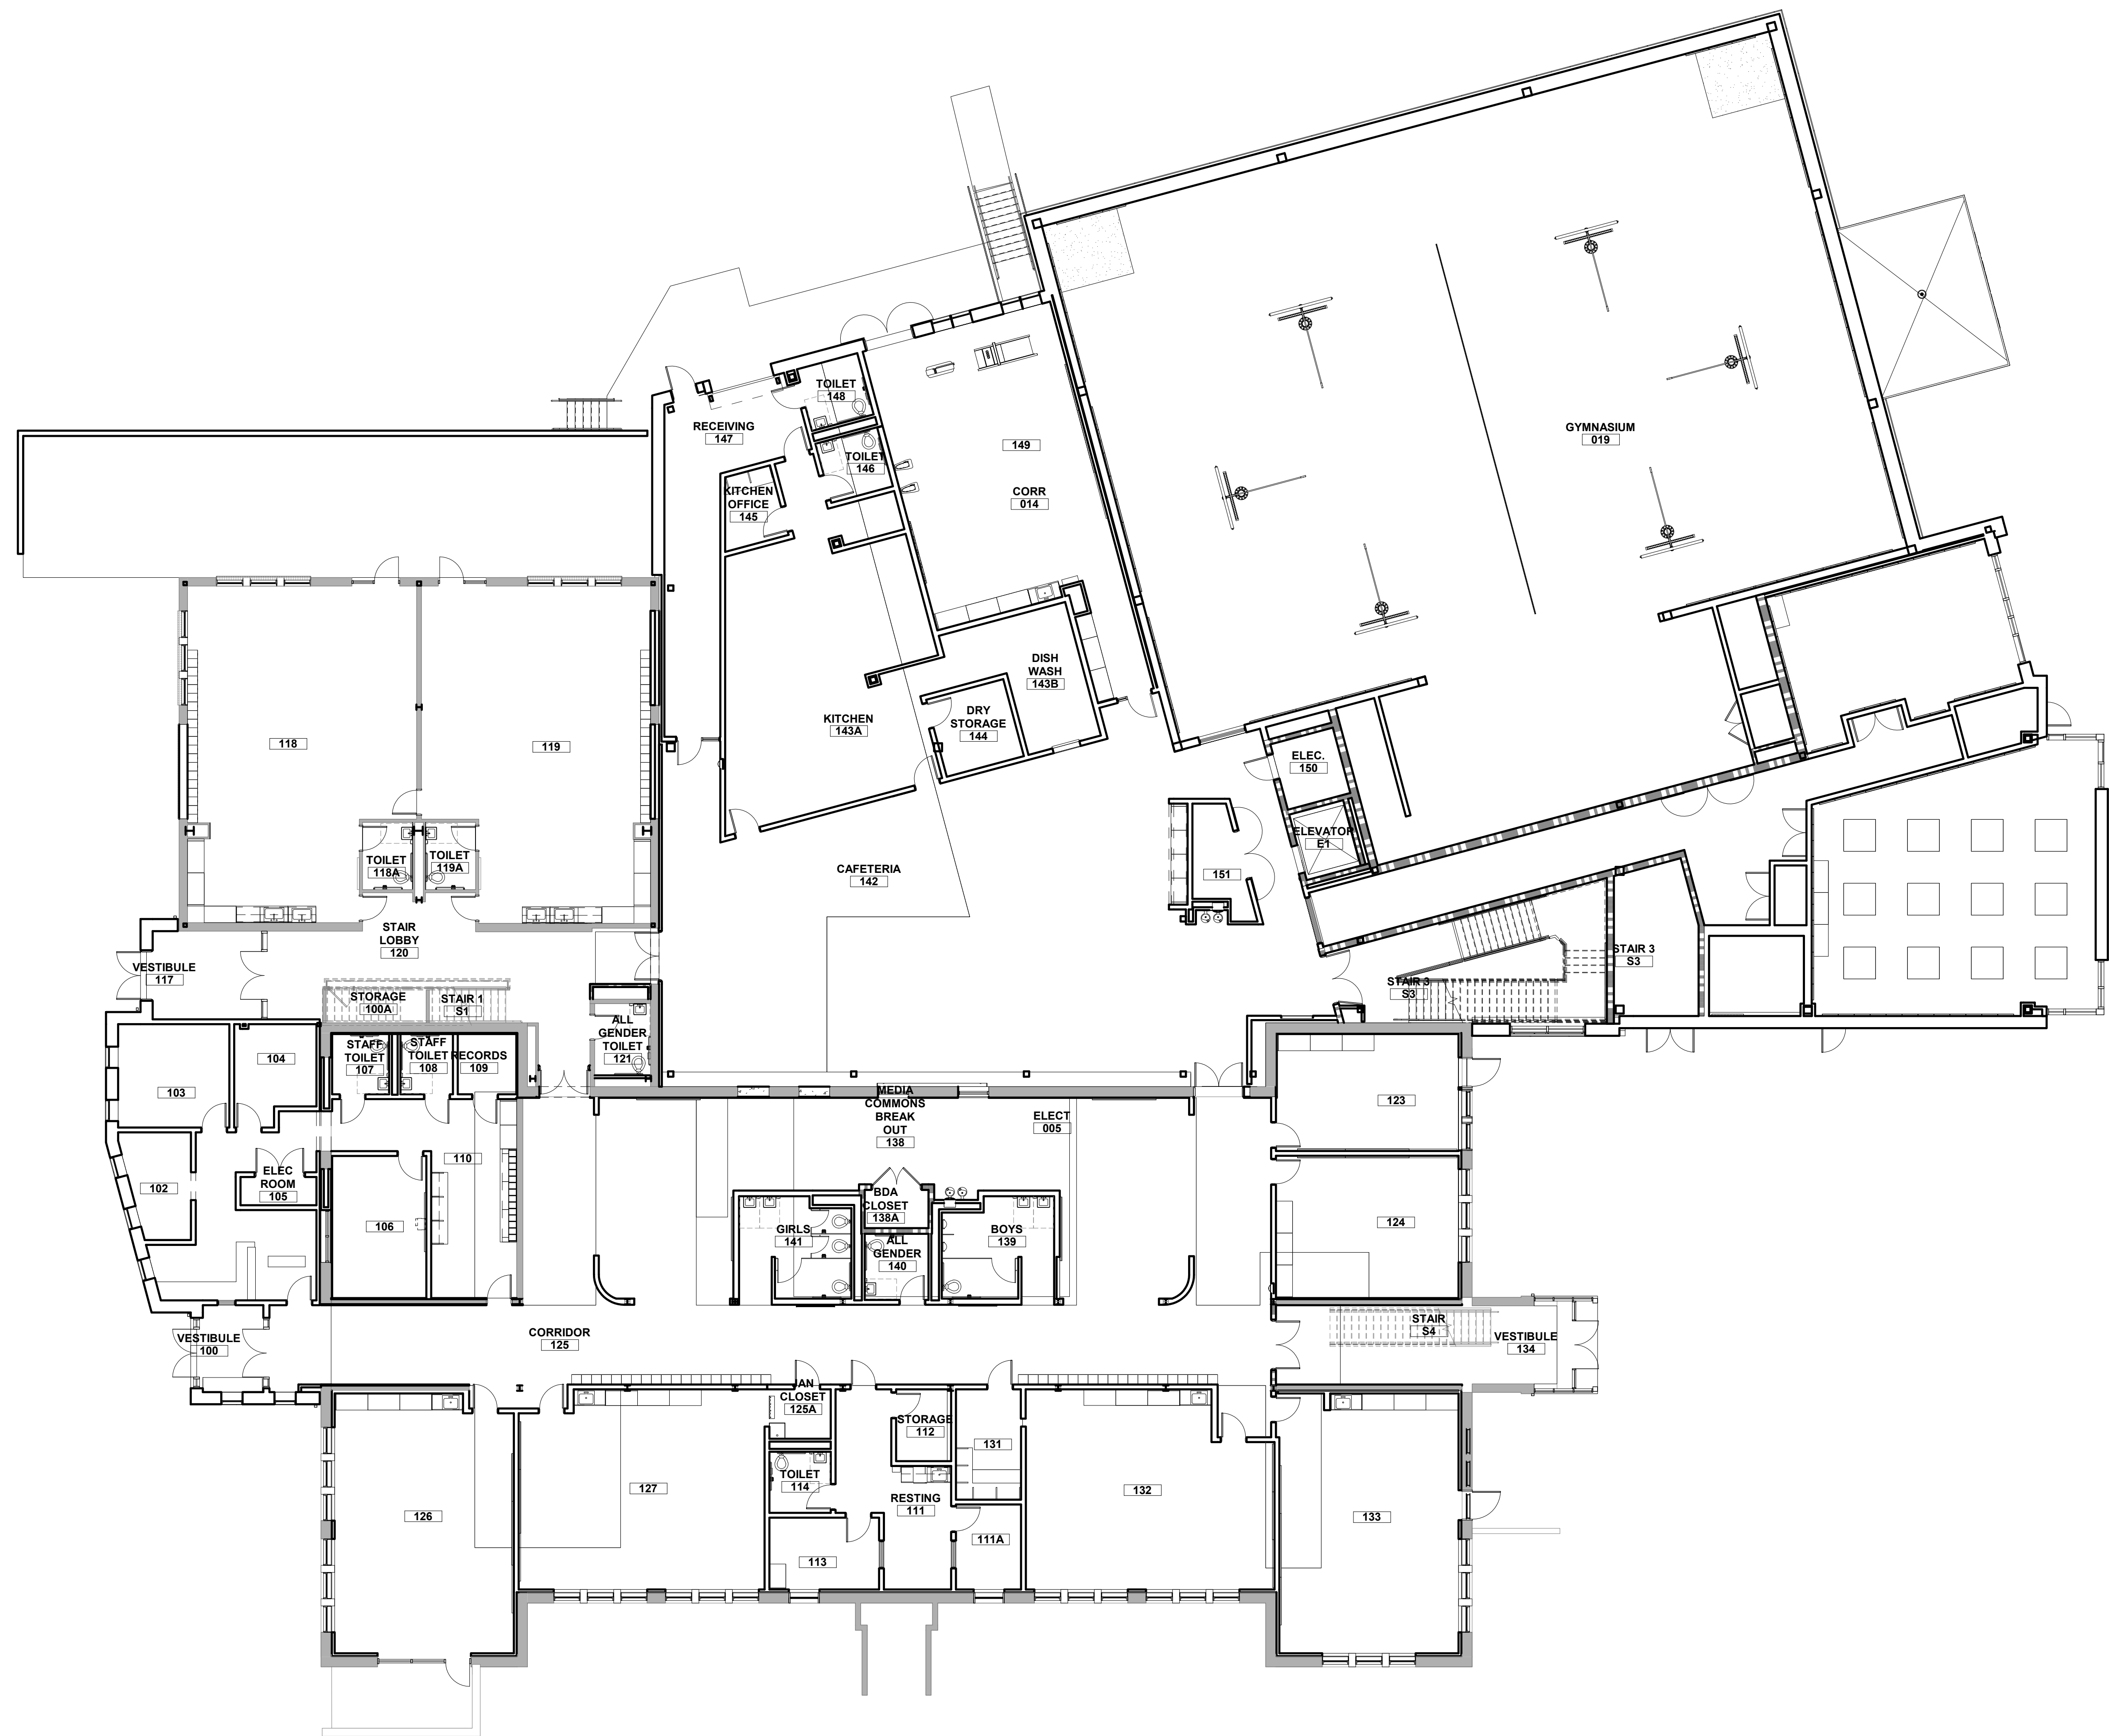 TOILET
148
RECEIVING
147
149
GYMNASIUM
019
TOILET
146
KITCHEN
OFFICE
145
CORR
014
DISH
WASH
143B
118
119
KITCHEN
143A
DRY
STORAGE
144
ELEC.
150
ELEVATOR
E1
TOILET
118A
TOILET
119A
CAFETERIA
142
151
STAIR
LOBBY
120
STAIR 3
S3
VESTIBULE
117
STAIR 3
S3
STORAGE
100A
STAIR 1
S1
ALL
GENDER
TOILET
121
104
STAFF
TOILET
107
STAFF
TOILET
108
RECORDS
109
103
MEDIA
COMMONS
BREAK
OUT
138
ELECT
005
123
110
ELEC
ROOM
105
102
106
BDA
CLOSET
138A
GIRLS
141
ALL
GENDER
140
BOYS
139
124
VESTIBULE
100
CORRIDOR
125
STAIR
S4
VESTIBULE
134
JAN
CLOSET
125A
STORAGE
112
131
TOILET
114
127
RESTING
111
132
126
133
113
111A